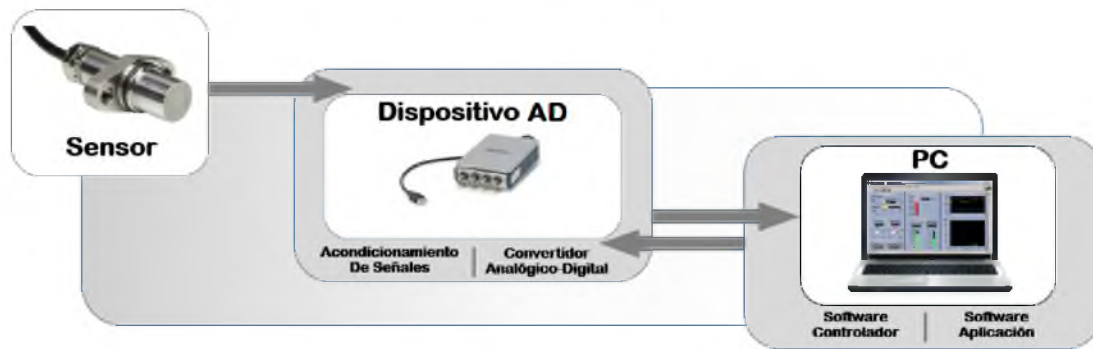 Sensor
Dispositivo AD
Acondicionamiento
De Señales
Convertidor
Analógico-Digital
PC
Software
Controlador
Software
Aplicación